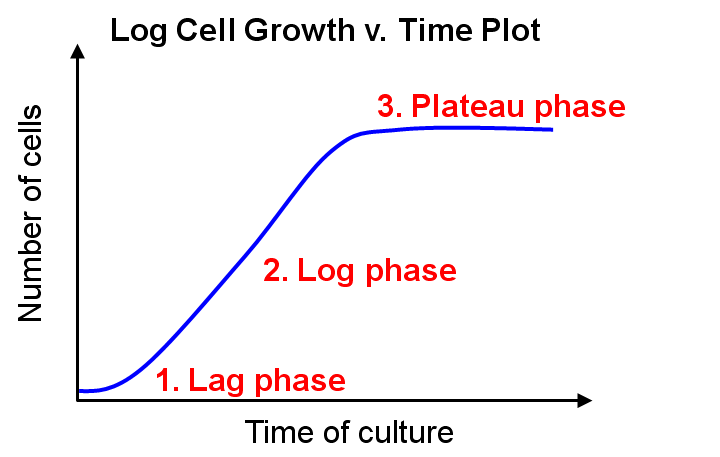 Log Cell Growth v. Time Plot
3. Plateau phase
Number of cells
2. Log phase
1. Lag phase
Time of culture